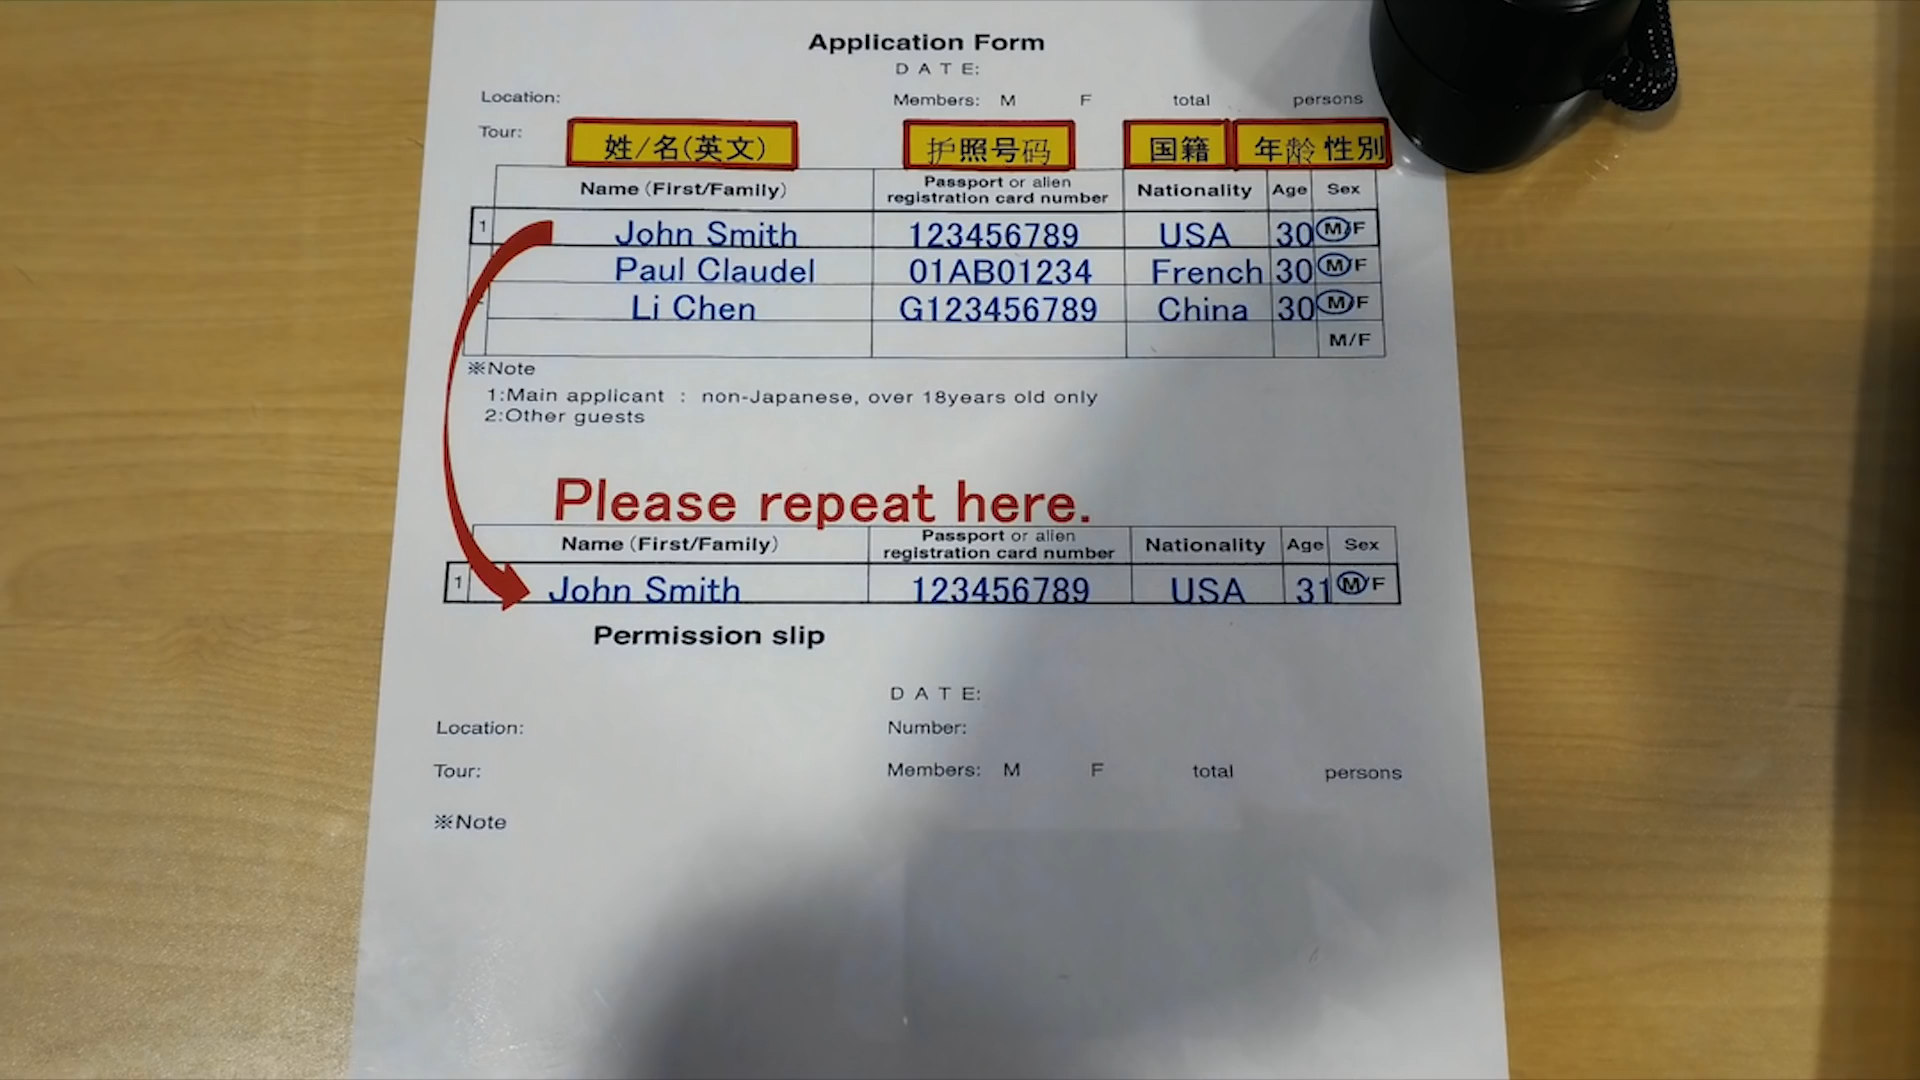 Application Form
DATE:
Location: Members: M F total persons
Tour:
姓/名(英文) 护照号码 国籍 年龄 性別
Name (First/Family) Passport or alien registration card number Nationality Age Sex
1 John Smith 123456789 USA 30 M/F
Paul Claudel 01AB01234 French 30 M/F
Li Chen G123456789 China 30 M/F
M/F
※Note
1:Main applicant : non-Japanese, over 18years old only
2:Other guests
Please repeat here.
Name (First/Family) Passport or alien registration card number Nationality Age Sex
1 John Smith 123456789 USA 31 M/F
Permission slip
DATE:
Location: Number:
Tour: Members: M F total persons
※Note